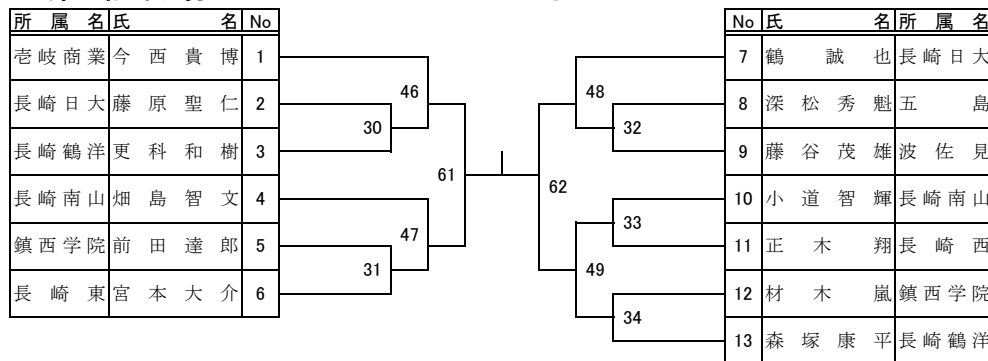 所属名 氏名 No
壱岐商業 今西貴博 1
長崎日大 藤原聖仁 2
長崎鶴洋 更科和樹 3
長崎南山 畑島智文 4
鎮西学院 前田達郎 5
長崎東 宮本大介 6
46
30
61
47
31
48
32
62
33
49
34
No 氏名 所属名
7 鶴誠也 長崎日大
8 深松秀魁 五島
9 藤谷茂雄 波佐見
10 小道智輝 長崎南山
11 正木翔 長崎西
12 材木嵐 鎮西学院
13 森塚康平 長崎鶴洋